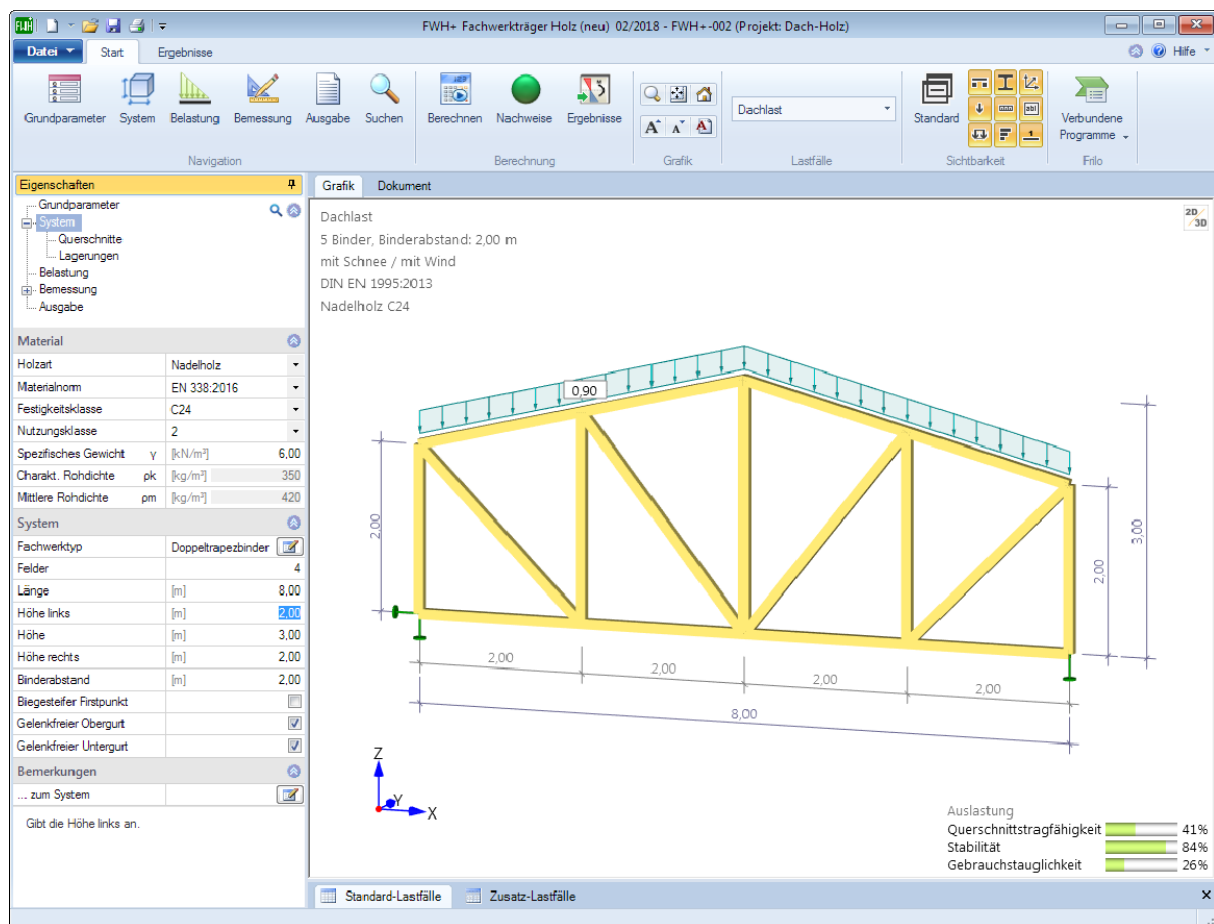 FWH+ Fachwerkträger Holz (neu) 02/2018 - FWH+-002 (Projekt: Dach-Holz)
Datei Start Ergebnisse Hilfe
Grundparameter System Belastung Bemessung Ausgabe Suchen Berechnen Nachweise Ergebnisse Dachlast Standard Verbundene Programme
Navigation Berechnung Grafik Lastfälle Sichtbarkeit Frilo
Eigenschaften
Grundparameter
System
Querschnitte
Lagerungen
Belastung
Bemessung
Ausgabe
Material
Holzart Nadelholz
Materialnorm EN 338:2016
Festigkeitsklasse C24
Nutzungsklasse 2
Spezifisches Gewicht γ [kN/m³] 6,00
Charakt. Rohdichte ρk [kg/m³] 350
Mittlere Rohdichte ρm [kg/m³] 420
System
Fachwerktyp Doppeltrapezbinder
Felder 4
Länge [m] 8,00
Höhe links [m] 2,00
Höhe [m] 3,00
Höhe rechts [m] 2,00
Binderabstand [m] 2,00
Biegesteifer Firstpunkt
Gelenkfreier Obergurt
Gelenkfreier Untergurt
Bemerkungen
... zum System
Gibt die Höhe links an.
Grafik Dokument
Dachlast
5 Binder, Binderabstand: 2,00 m
mit Schnee / mit Wind
DIN EN 1995:2013
Nadelholz C24
2D/3D
0,90
2,00
3,00
2,00
2,00
2,00
2,00
2,00
8,00
Z
Y
X
Auslastung
Querschnittstragfähigkeit 41%
Stabilität 84%
Gebrauchstauglichkeit 26%
Standard-Lastfälle Zusatz-Lastfälle